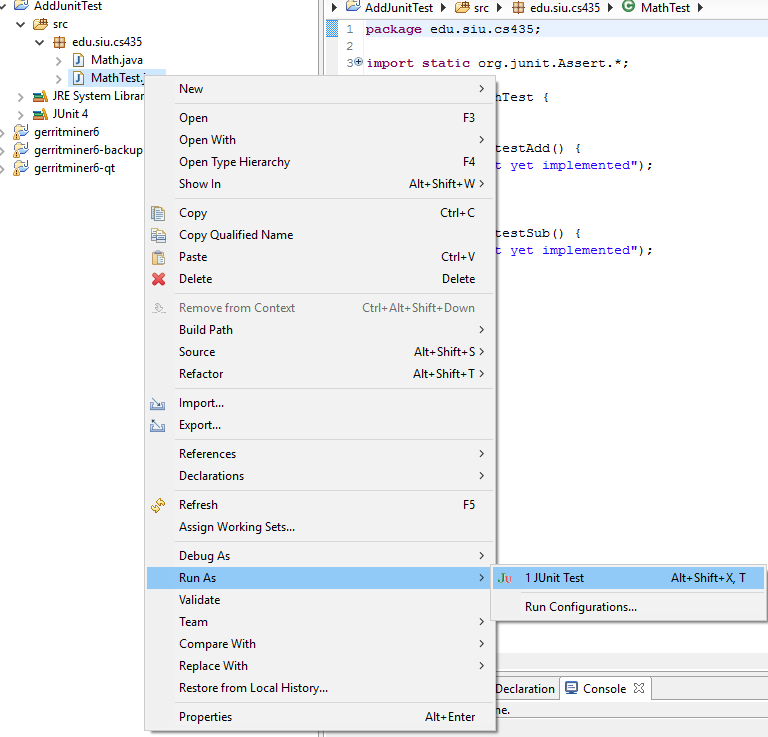 AddJunitTest
src
edu.siu.cs435
Math.java
MathTest.j
JRE System Librar
JUnit 4
gerritminer6
gerritminer6-backup
gerritminer6-qt
AddJunitTest src edu.siu.cs435 MathTest
1 package edu.siu.cs435;
2
3 import static org.junit.Assert.*;
thTest {
testAdd() {
t yet implemented");
testSub() {
t yet implemented");
New
Open F3
Open With
Open Type Hierarchy F4
Show In Alt+Shift+W
Copy Ctrl+C
Copy Qualified Name
Paste Ctrl+V
Delete Delete
Remove from Context Ctrl+Alt+Shift+Down
Build Path
Source Alt+Shift+S
Refactor Alt+Shift+T
Import...
Export...
References
Declarations
Refresh F5
Assign Working Sets...
Debug As
Run As
Ju 1 JUnit Test Alt+Shift+X, T
Run Configurations...
Validate
Team
Compare With
Replace With
Restore from Local History...
Properties Alt+Enter
Declaration Console
ne.